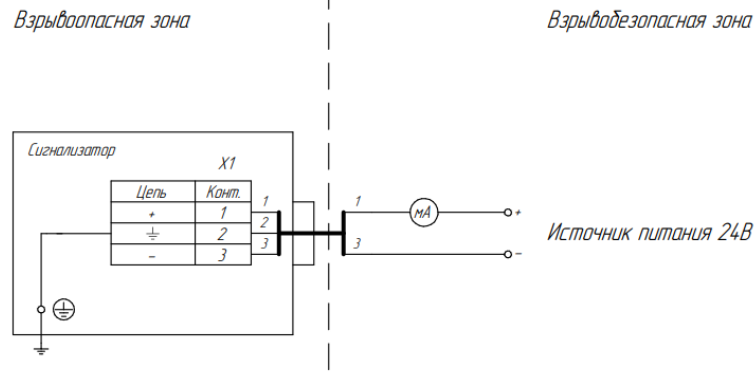 Взрывоопасная зона
Взрывобезопасная зона
Сигнализатор
X1
Цепь Конт.
+ 1
⏚ 2
- 3
1
2
3
1
3
мА
+
-
Источник питания 24В